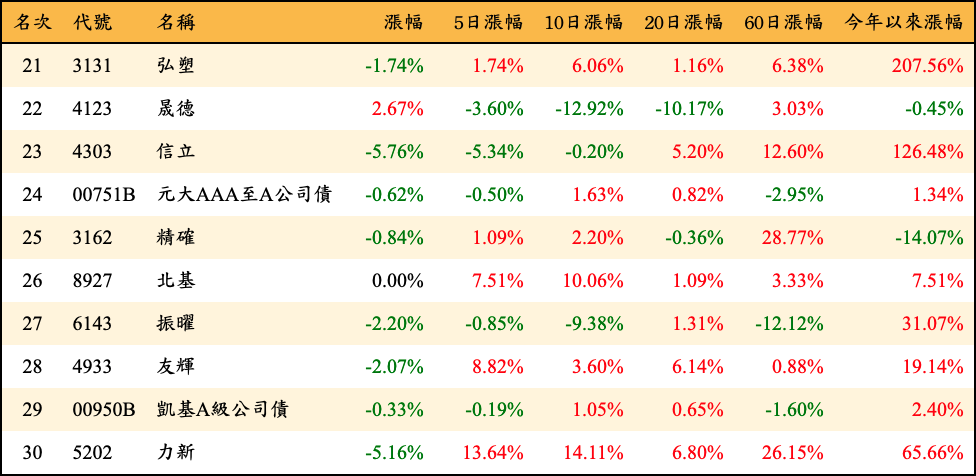 名次 代號 名稱 漲幅 5日漲幅 10日漲幅 20日漲幅 60日漲幅 今年以來漲幅
21 3131 弘塑 -1.74% 1.74% 6.06% 1.16% 6.38% 207.56%
22 4123 晟德 2.67% -3.60% -12.92% -10.17% 3.03% -0.45%
23 4303 信立 -5.76% -5.34% -0.20% 5.20% 12.60% 126.48%
24 00751B 元大AAA至A公司債 -0.62% -0.50% 1.63% 0.82% -2.95% 1.34%
25 3162 精確 -0.84% 1.09% 2.20% -0.36% 28.77% -14.07%
26 8927 北基 0.00% 7.51% 10.06% 1.09% 3.33% 7.51%
27 6143 振曜 -2.20% -0.85% -9.38% 1.31% -12.12% 31.07%
28 4933 友輝 -2.07% 8.82% 3.60% 6.14% 0.88% 19.14%
29 00950B 凱基A級公司債 -0.33% -0.19% 1.05% 0.65% -1.60% 2.40%
30 5202 力新 -5.16% 13.64% 14.11% 6.80% 26.15% 65.66%